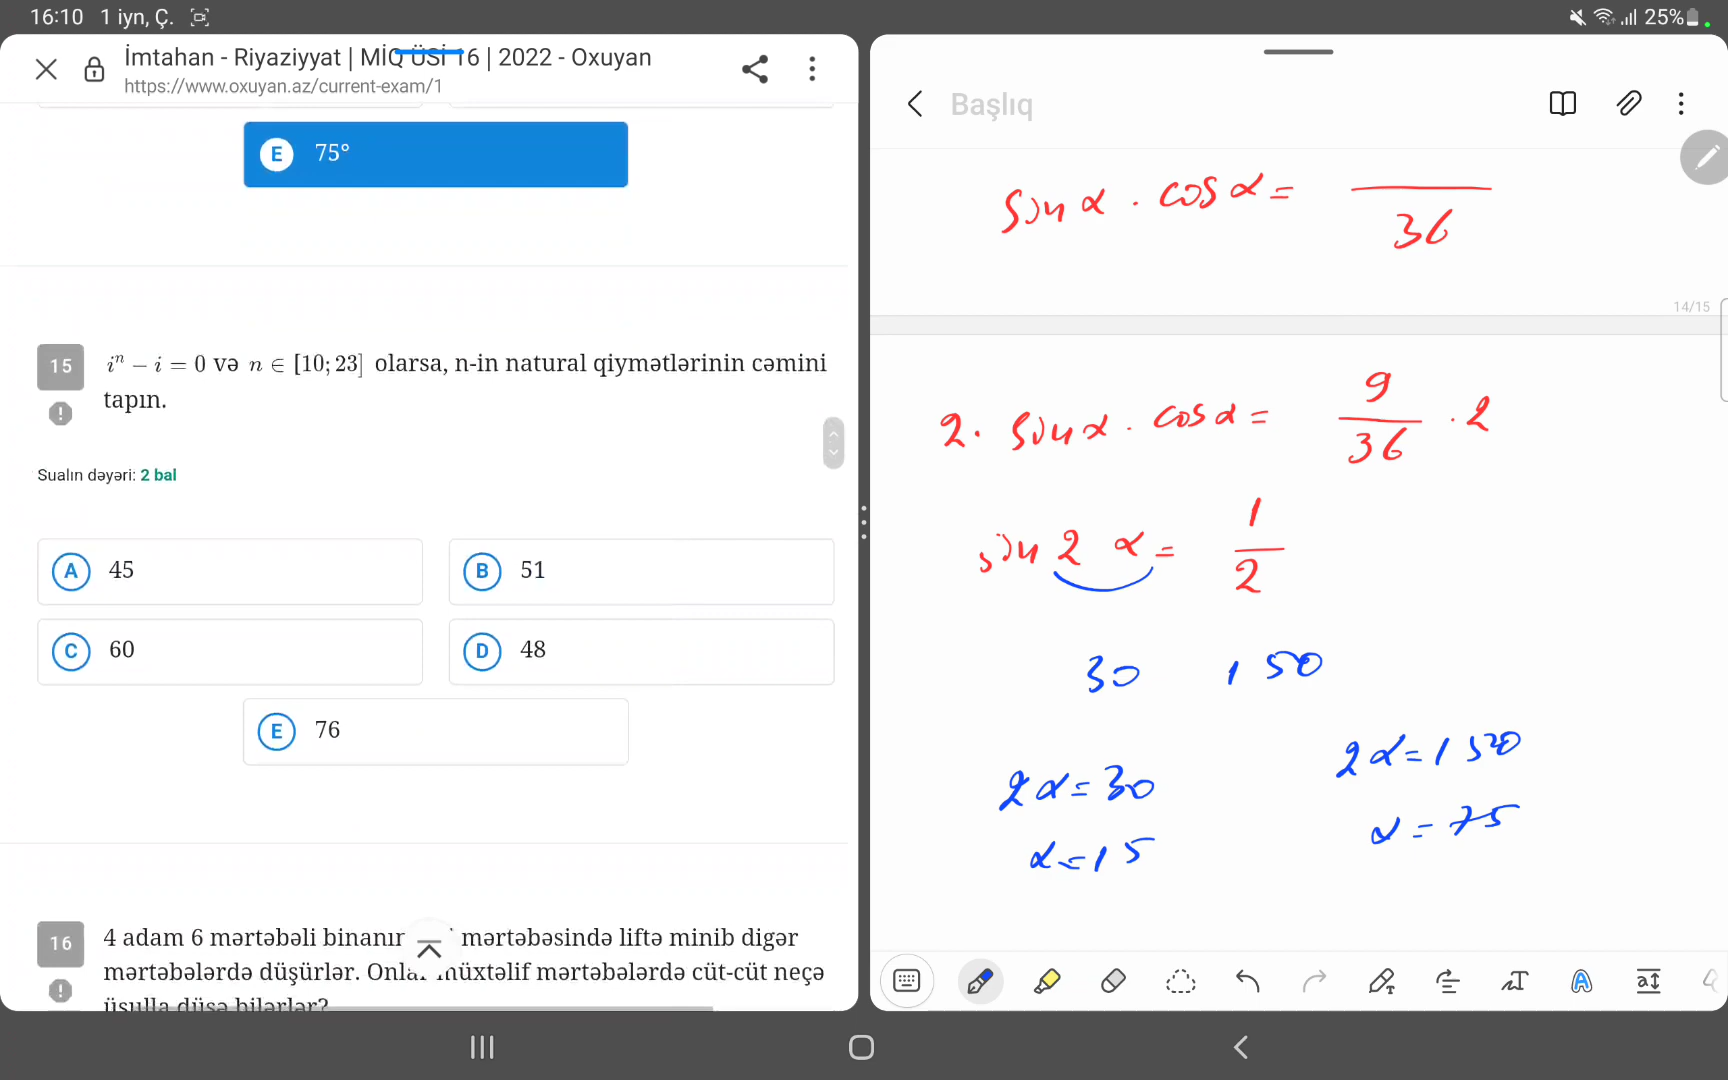 16:10 1 iyn, Ç. 25%
İmtahan - Riyaziyyat | MİQ ÜSİ 16 | 2022 - Oxuyan
https://www.oxuyan.az/current-exam/1
E 75°
15 iⁿ − i = 0 və n ∈ [10; 23] olarsa, n-in natural qiymətlərinin cəmini
tapın.
Sualın dəyəri: 2 bal
A 45
B 51
C 60
D 48
E 76
16 4 adam 6 mərtəbəli binanın mərtəbəsində liftə minib digər
mərtəbələrdə düşürlər. Onlar müxtəlif mərtəbələrdə cüt-cüt neçə
üsulla düşə bilərlər?
Başlıq
sin α · cos α = /36
14/15
2 · sin α · cos α = 9/36 · 2
sin 2 α = 1/2
30 150
2α = 30
2α = 150
α = 15
α = 75